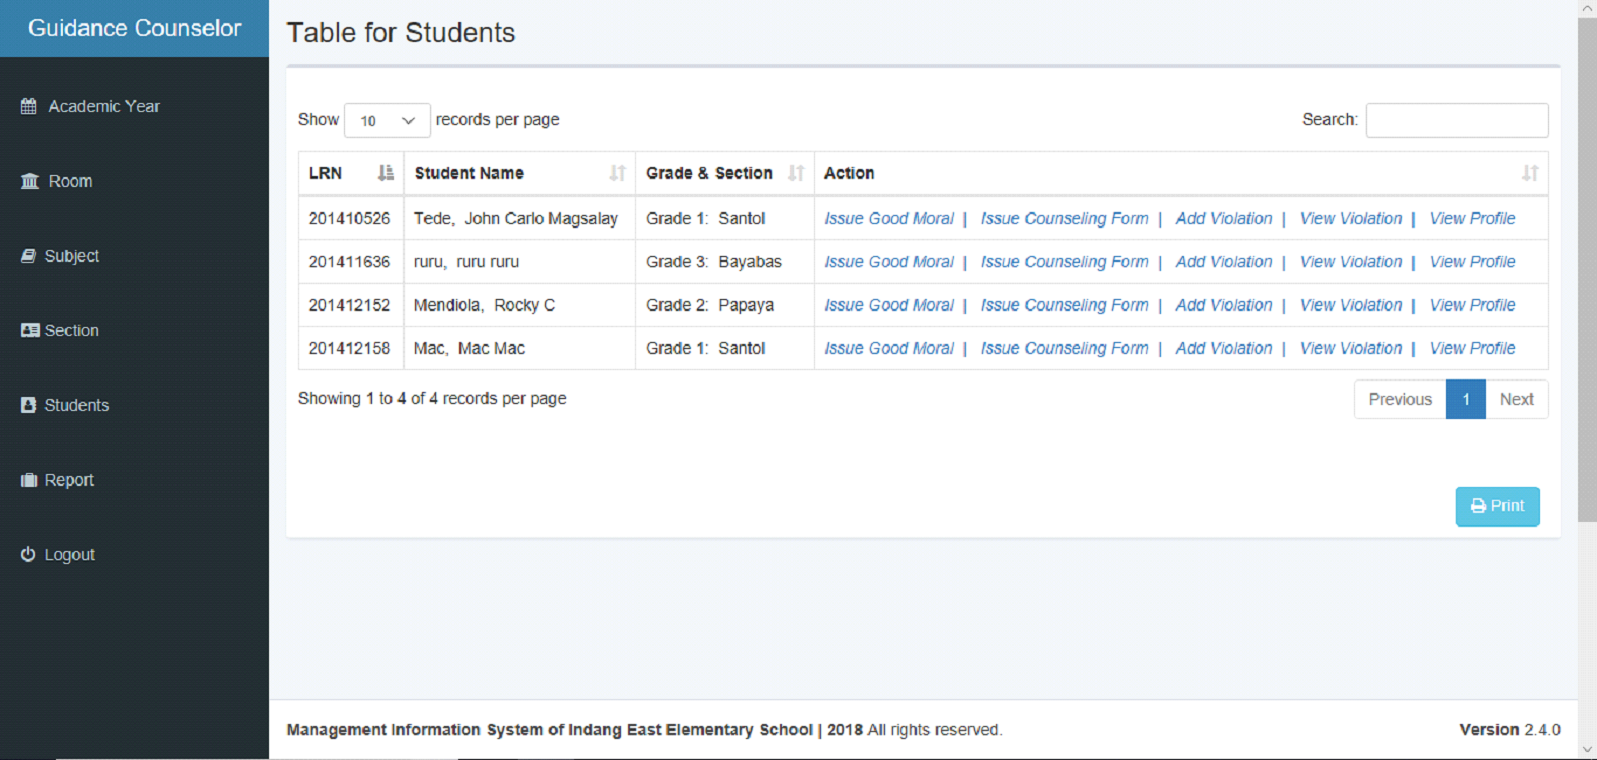 Guidance Counselor
Academic Year
Room
Subject
Section
Students
Report
Logout
Table for Students
Show 10 records per page
Search:
LRN Student Name Grade & Section Action
201410526 Tede, John Carlo Magsalay Grade 1: Santol Issue Good Moral | Issue Counseling Form | Add Violation | View Violation | View Profile
201411636 ruru, ruru ruru Grade 3: Bayabas Issue Good Moral | Issue Counseling Form | Add Violation | View Violation | View Profile
201412152 Mendiola, Rocky C Grade 2: Papaya Issue Good Moral | Issue Counseling Form | Add Violation | View Violation | View Profile
201412158 Mac, Mac Mac Grade 1: Santol Issue Good Moral | Issue Counseling Form | Add Violation | View Violation | View Profile
Showing 1 to 4 of 4 records per page
Previous 1 Next
Print
Management Information System of Indang East Elementary School | 2018 All rights reserved.
Version 2.4.0